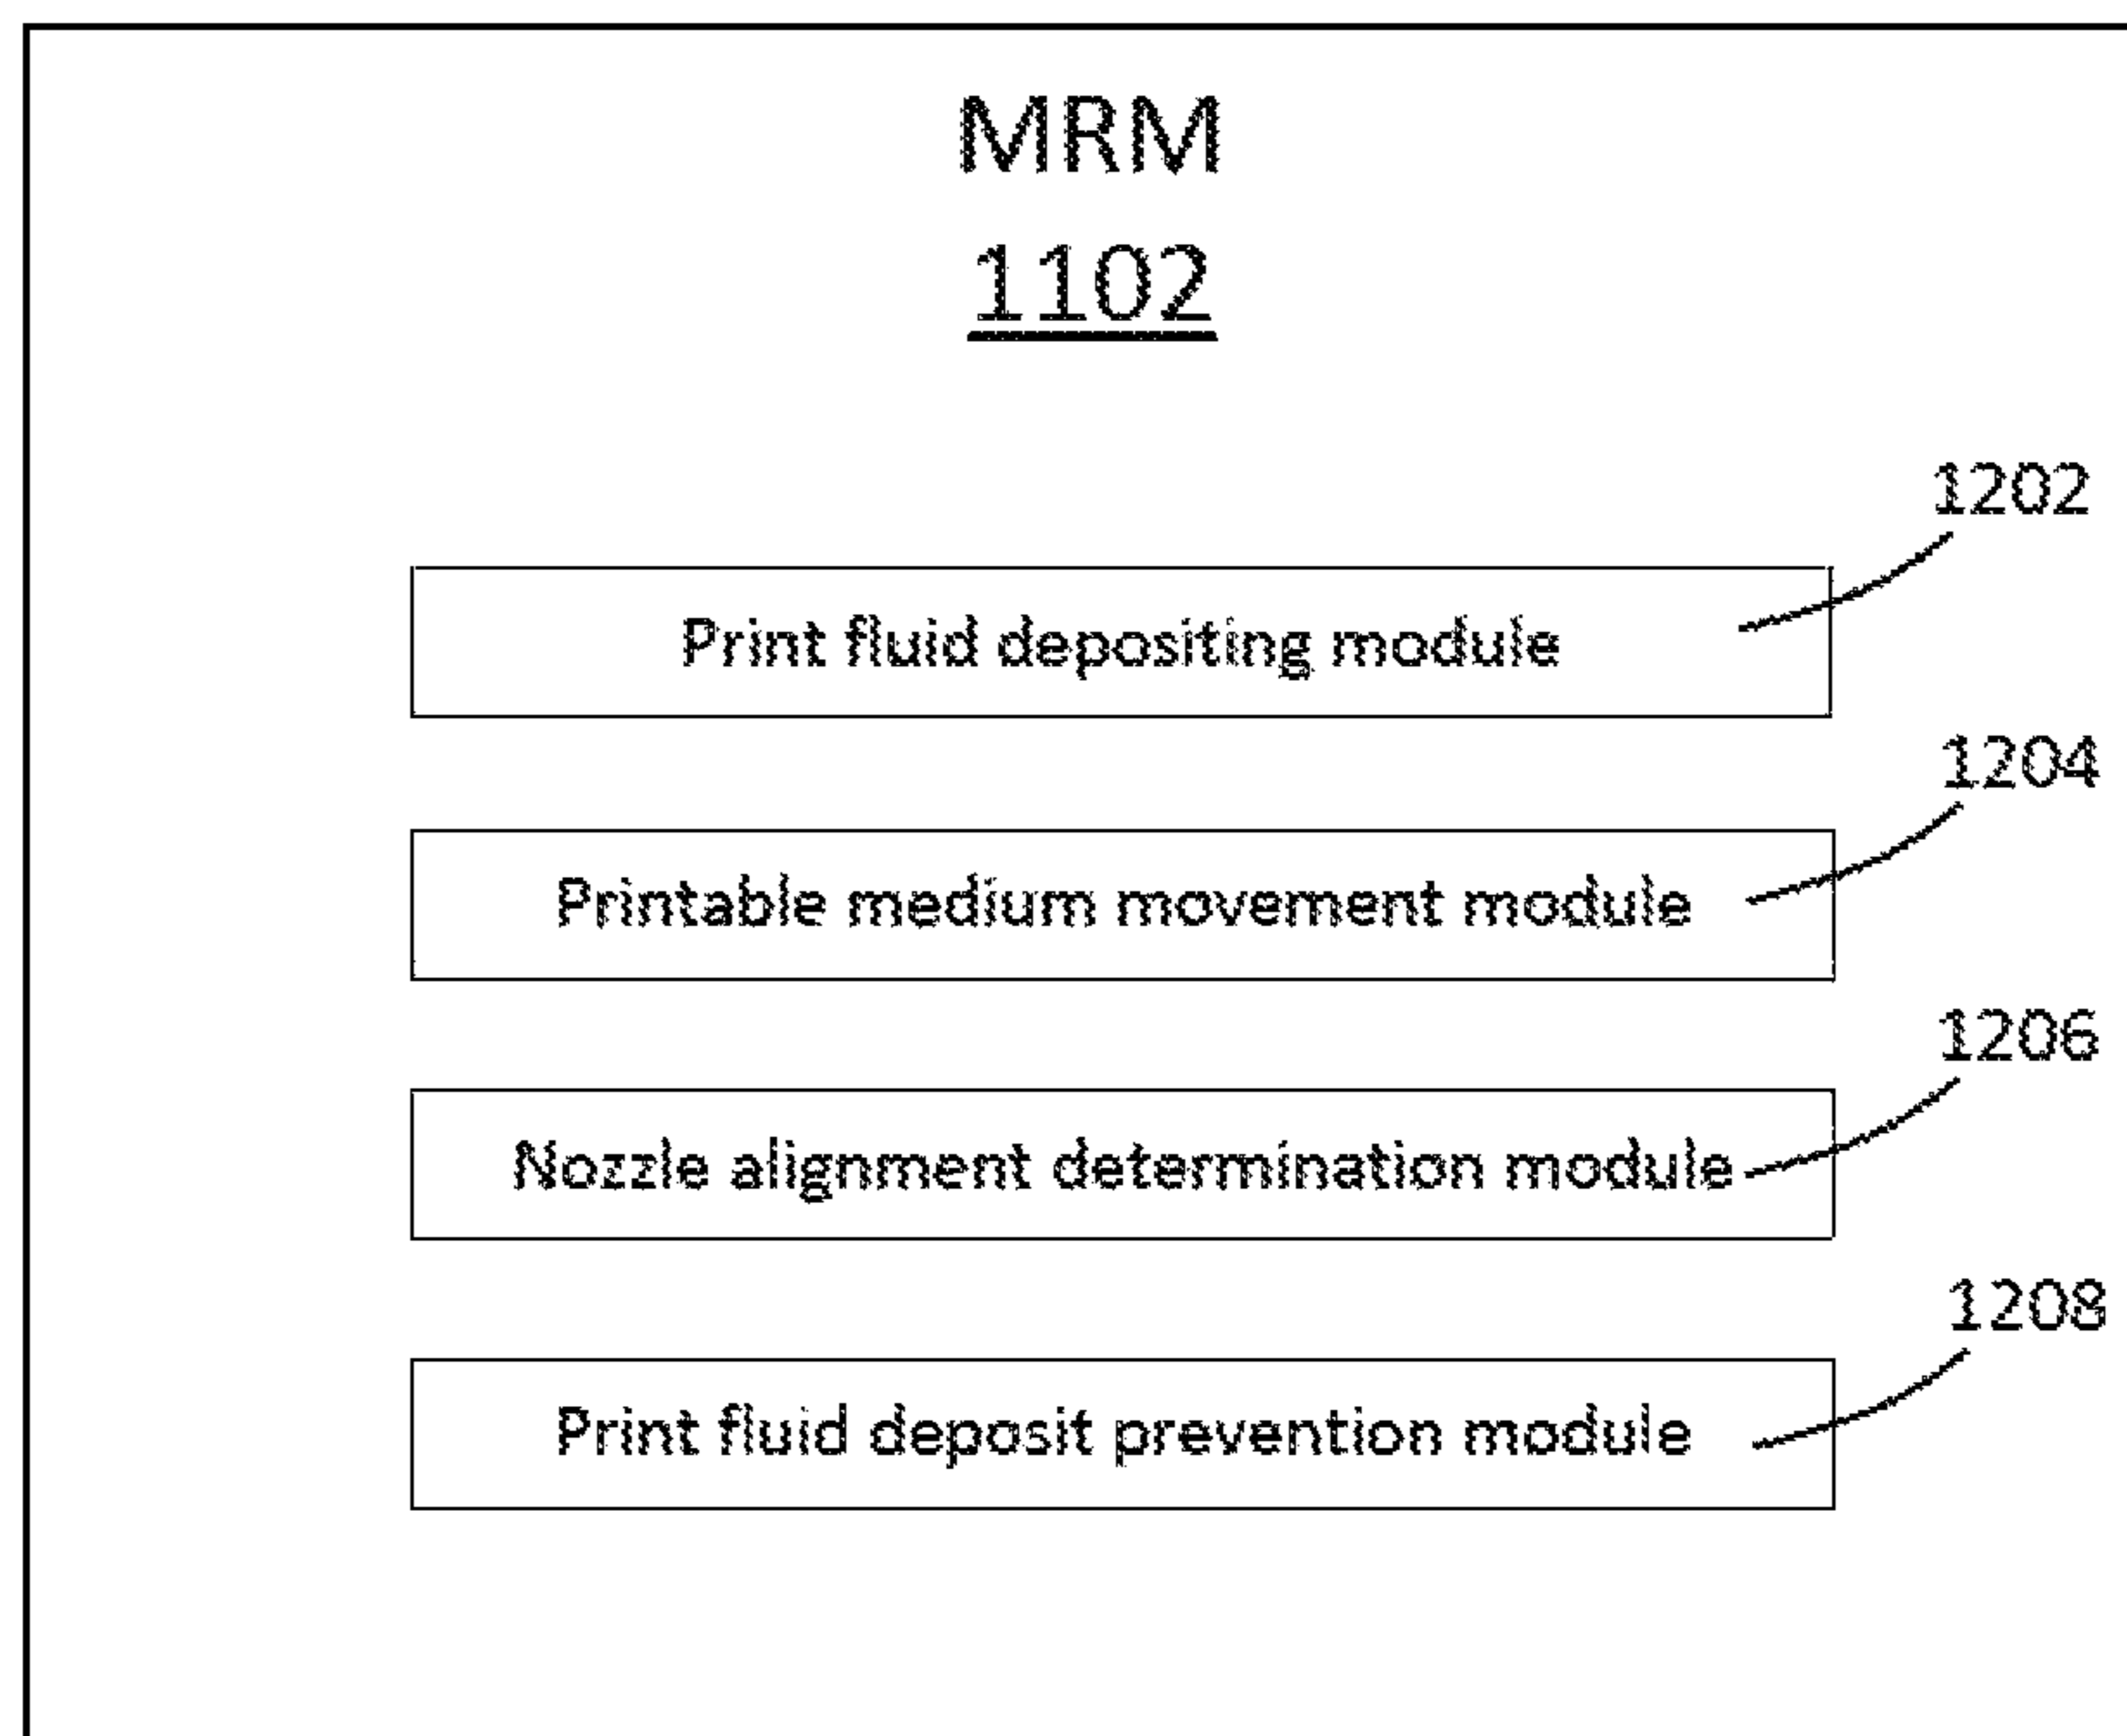 MRM
1102
1202
Print fluid depositing module
1204
Printable medium movement module
1206
Nozzle alignment determination module
1208
Print fluid deposit prevention module